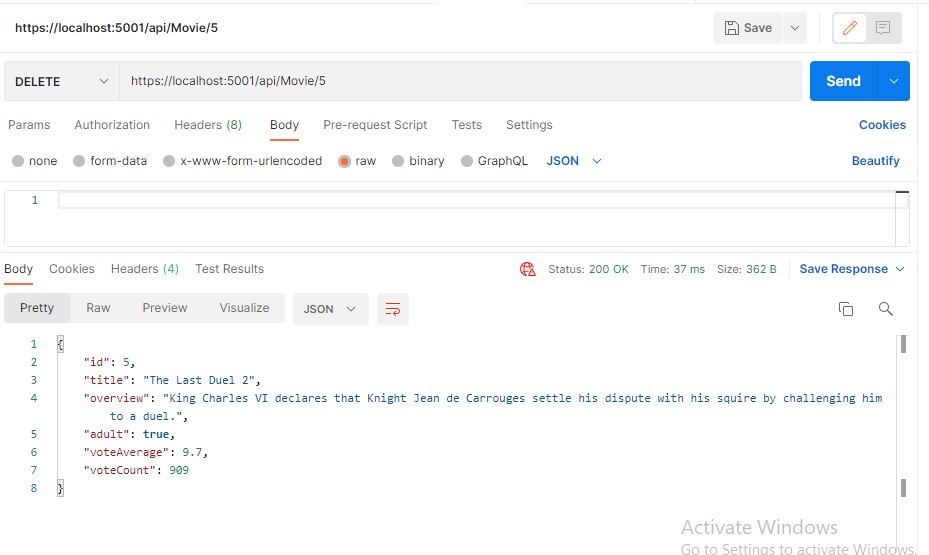 https://localhost:5001/api/Movie/5 Save
DELETE https://localhost:5001/api/Movie/5 Send
Params Authorization Headers (8) Body Pre-request Script Tests Settings Cookies
none form-data x-www-form-urlencoded raw binary GraphQL JSON Beautify
1
Body Cookies Headers (4) Test Results Status: 200 OK Time: 37 ms Size: 362 B Save Response
Pretty Raw Preview Visualize JSON
1 {
2 "id": 5,
3 "title": "The Last Duel 2",
4 "overview": "King Charles VI declares that Knight Jean de Carrouges settle his dispute with his squire by challenging him
to a duel.",
5 "adult": true,
6 "voteAverage": 9.7,
7 "voteCount": 909
8 }
Activate Windows
Go to Settings to activate Windows.